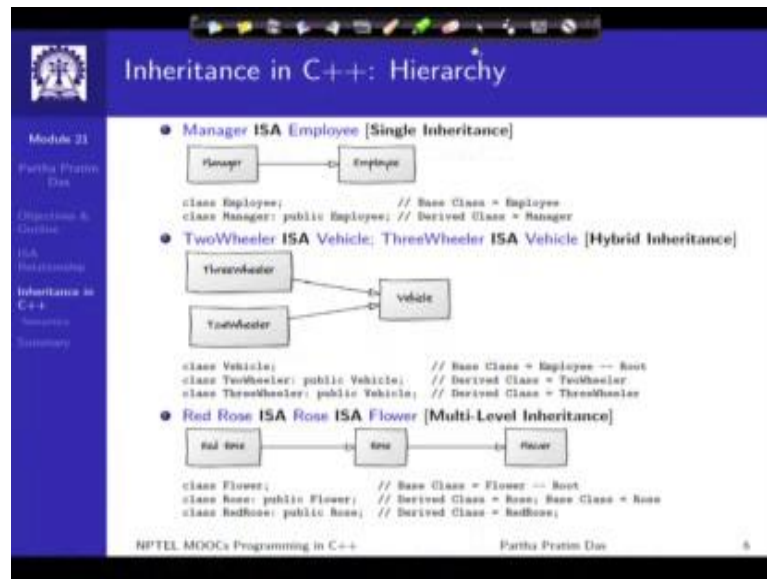 Inheritance in C++: Hierarchy
Module 21
Partha Pratim
Das
Objectives &
Outline
ISA
Relationship
Inheritance in
C++
Semantics
Summary
Manager ISA Employee [Single Inheritance]
Manager
Employee
class Employee; // Base Class = Employee
class Manager: public Employee; // Derived Class = Manager
TwoWheeler ISA Vehicle; ThreeWheeler ISA Vehicle [Hybrid Inheritance]
ThreeWheeler
Vehicle
TwoWheeler
class Vehicle; // Base Class = Employee -- Root
class TwoWheeler: public Vehicle; // Derived Class = TwoWheeler
class ThreeWheeler: public Vehicle; // Derived Class = ThreeWheeler
Red Rose ISA Rose ISA Flower [Multi-Level Inheritance]
Red Rose
Rose
Flower
class Flower; // Base Class = Flower -- Root
class Rose: public Flower; // Derived Class = Rose; Base Class = Rose
class RedRose: public Rose; // Derived Class = RedRose;
NPTEL MOOCs Programming in C++
Partha Pratim Das
6